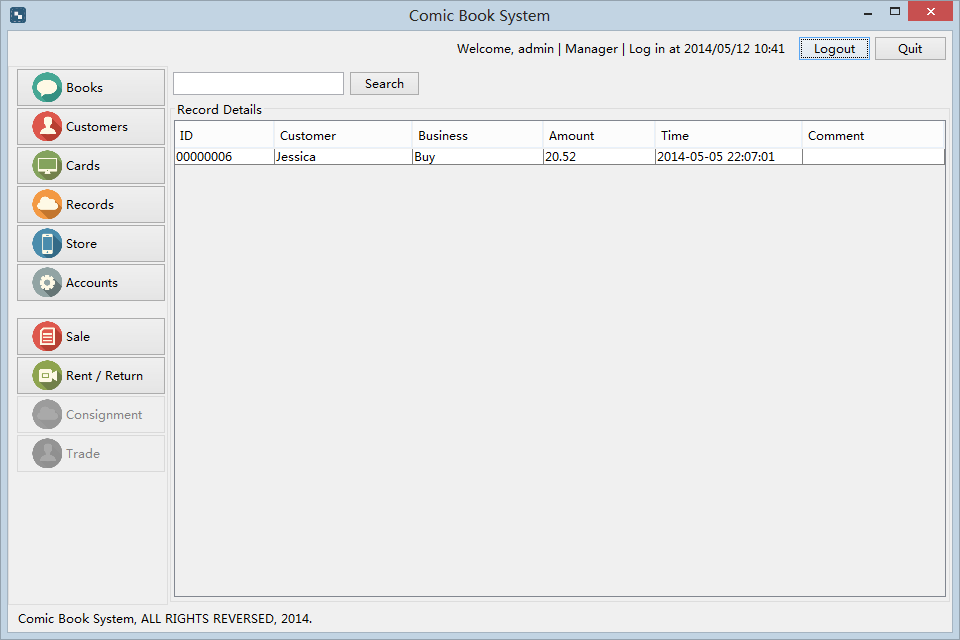 Comic Book System
Welcome, admin | Manager | Log in at 2014/05/12 10:41 Logout Quit
Books
Customers
Cards
Records
Store
Accounts
Sale
Rent / Return
Consignment
Trade
Search
Record Details
ID Customer Business Amount Time Comment
00000006 Jessica Buy 20.52 2014-05-05 22:07:01
Comic Book System, ALL RIGHTS REVERSED, 2014.